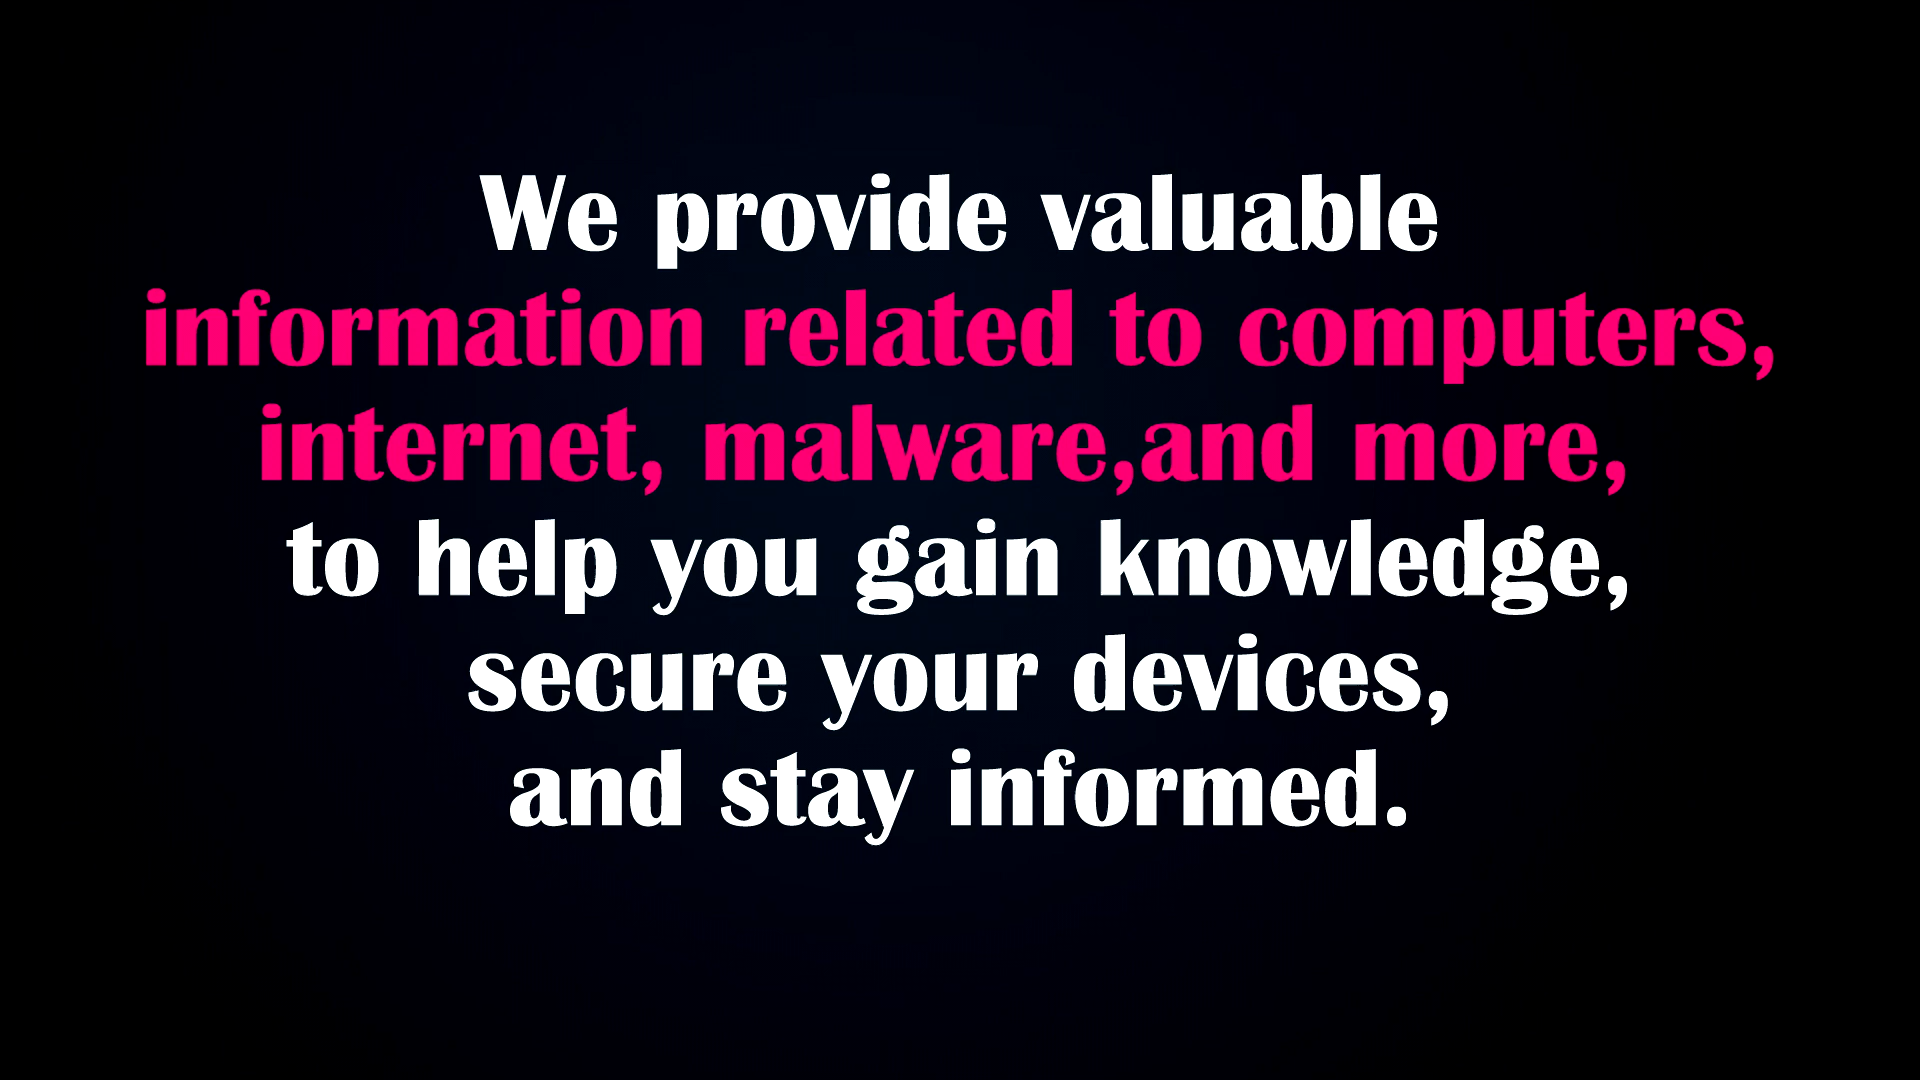 We provide valuable
information related to computers,
internet, malware,and more,
to help you gain knowledge,
secure your devices,
and stay informed.